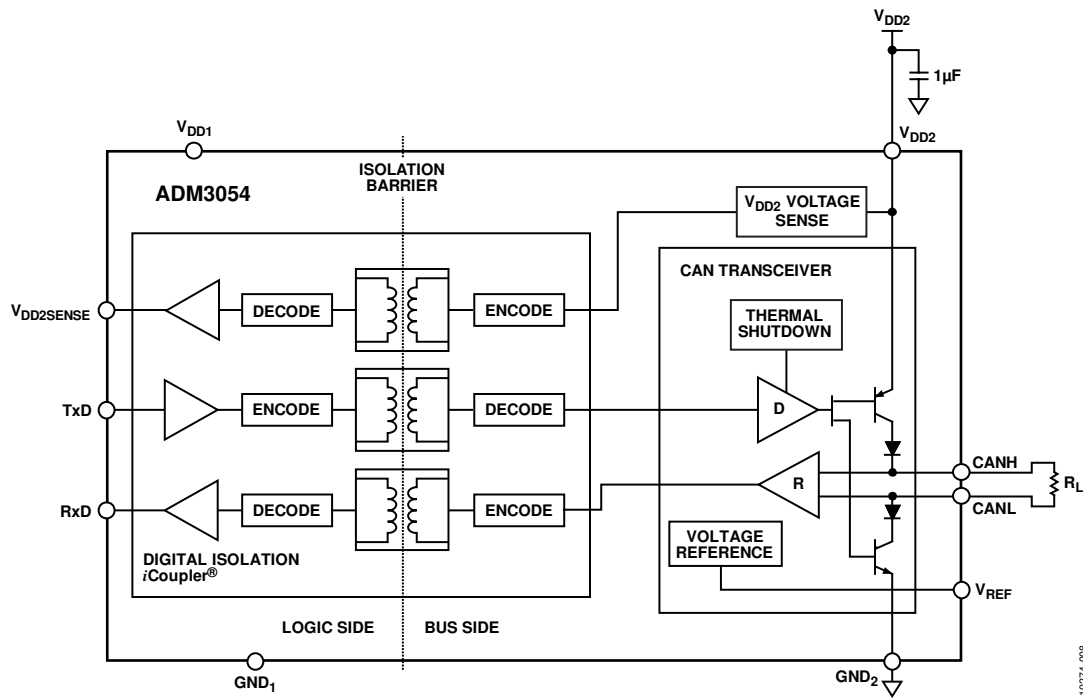 VDD2
1µF
VDD1
VDD2
ISOLATION
BARRIER
ADM3054
VDD2 VOLTAGE
SENSE
CAN TRANSCEIVER
VDD2SENSE
DECODE
ENCODE
THERMAL
SHUTDOWN
TxD
ENCODE
DECODE
D
CANH
RL
CANL
RxD
DECODE
ENCODE
R
VOLTAGE
REFERENCE
DIGITAL ISOLATION
iCoupler®
VREF
LOGIC SIDE
BUS SIDE
GND1
GND2
10274-008